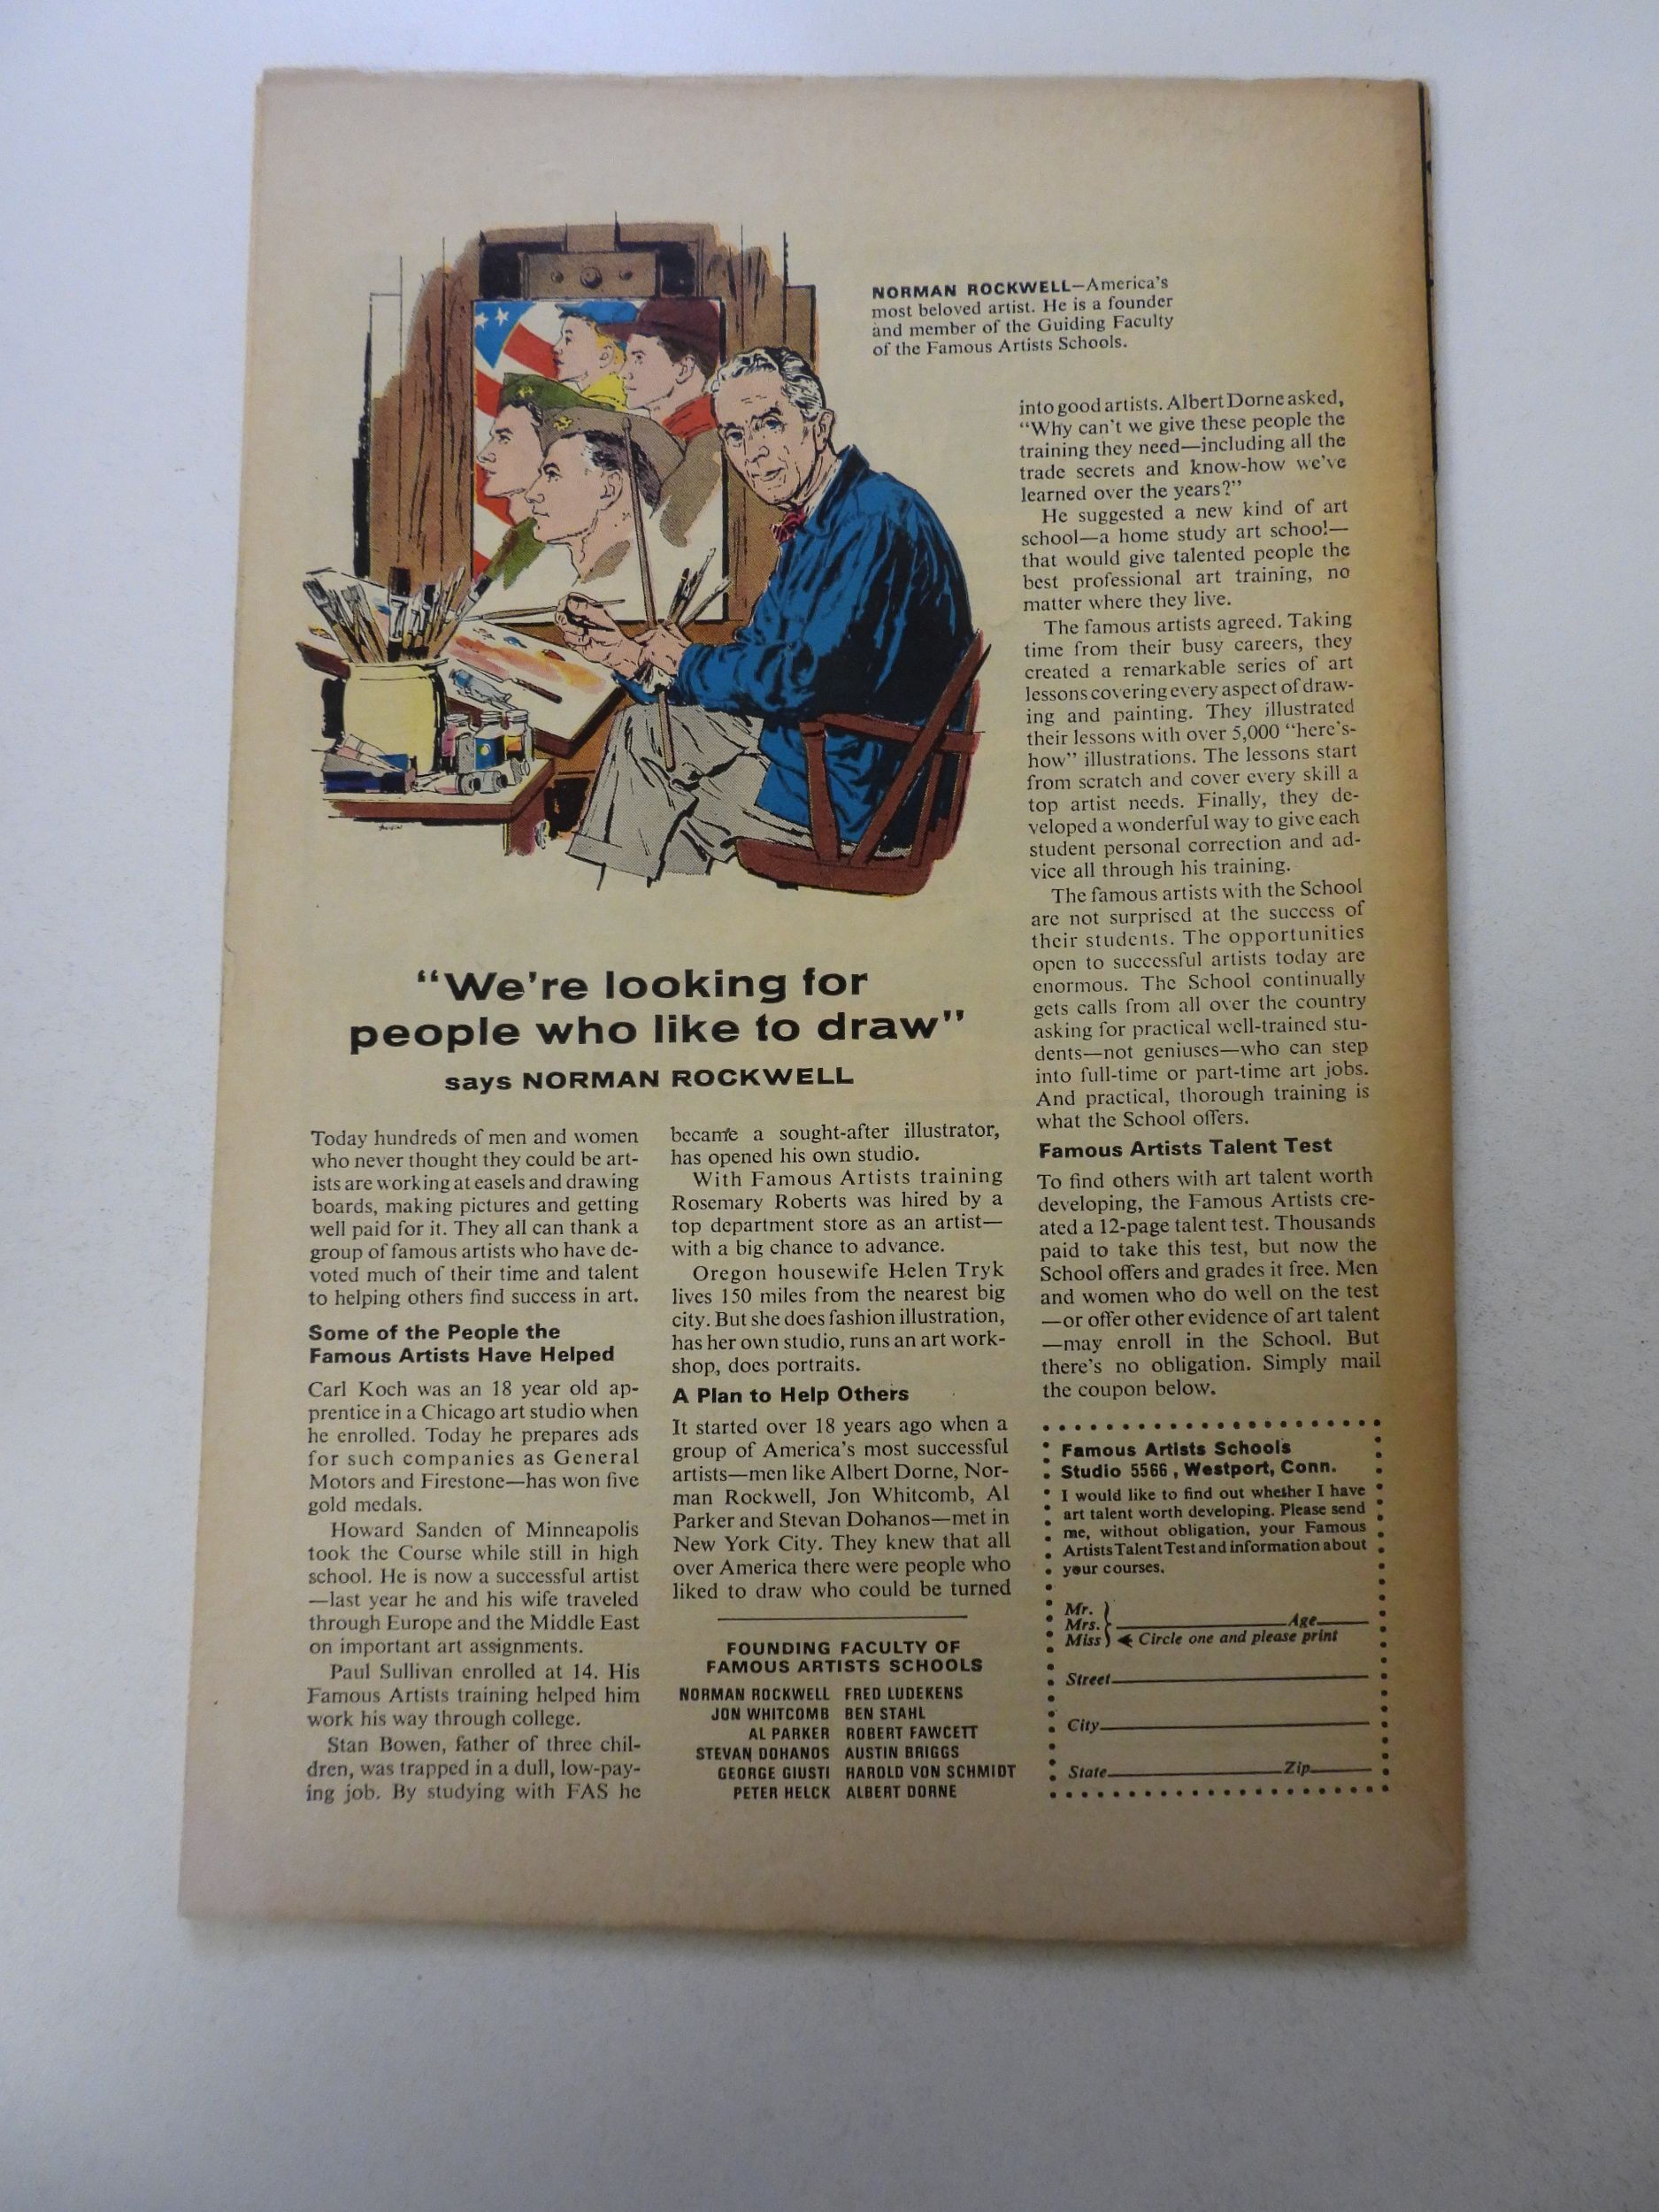 NORMAN ROCKWELL—America's
most beloved artist. He is a founder
and member of the Guiding Faculty
of the Famous Artists Schools.
"We're looking for
people who like to draw"
says NORMAN ROCKWELL
Today hundreds of men and women
who never thought they could be art-
ists are working at easels and drawing
boards, making pictures and getting
well paid for it. They all can thank a
group of famous artists who have de-
voted much of their time and talent
to helping others find success in art.
Some of the People the
Famous Artists Have Helped
Carl Koch was an 18 year old ap-
prentice in a Chicago art studio when
he enrolled. Today he prepares ads
for such companies as General
Motors and Firestone—has won five
gold medals.
Howard Sanden of Minneapolis
took the Course while still in high
school. He is now a successful artist
—last year he and his wife traveled
through Europe and the Middle East
on important art assignments.
Paul Sullivan enrolled at 14. His
Famous Artists training helped him
work his way through college.
Stan Bowen, father of three chil-
dren, was trapped in a dull, low-pay-
ing job. By studying with FAS he
became a sought-after illustrator,
has opened his own studio.
With Famous Artists training
Rosemary Roberts was hired by a
top department store as an artist—
with a big chance to advance.
Oregon housewife Helen Tryk
lives 150 miles from the nearest big
city. But she does fashion illustration,
has her own studio, runs an art work-
shop, does portraits.
A Plan to Help Others
It started over 18 years ago when a
group of America's most successful
artists—men like Albert Dorne, Nor-
man Rockwell, Jon Whitcomb, Al
Parker and Stevan Dohanos—met in
New York City. They knew that all
over America there were people who
liked to draw who could be turned
FOUNDING FACULTY OF
FAMOUS ARTISTS SCHOOLS
NORMAN ROCKWELL FRED LUDEKENS
JON WHITCOMB BEN STAHL
AL PARKER ROBERT FAWCETT
STEVAN DOHANOS AUSTIN BRIGGS
GEORGE GIUSTI HAROLD VON SCHMIDT
PETER HELCK ALBERT DORNE
into good artists. Albert Dorne asked,
"Why can't we give these people the
training they need—including all the
trade secrets and know-how we've
learned over the years?"
He suggested a new kind of art
school—a home study art school—
that would give talented people the
best professional art training, no
matter where they live.
The famous artists agreed. Taking
time from their busy careers, they
created a remarkable series of art
lessons covering every aspect of draw-
ing and painting. They illustrated
their lessons with over 5,000 "here's-
how" illustrations. The lessons start
from scratch and cover every skill a
top artist needs. Finally, they de-
veloped a wonderful way to give each
student personal correction and ad-
vice all through his training.
The famous artists with the School
are not surprised at the success of
their students. The opportunities
open to successful artists today are
enormous. The School continually
gets calls from all over the country
asking for practical well-trained stu-
dents—not geniuses—who can step
into full-time or part-time art jobs.
And practical, thorough training is
what the School offers.
Famous Artists Talent Test
To find others with art talent worth
developing, the Famous Artists cre-
ated a 12-page talent test. Thousands
paid to take this test, but now the
School offers and grades it free. Men
and women who do well on the test
—or offer other evidence of art talent
—may enroll in the School. But
there's no obligation. Simply mail
the coupon below.
Famous Artists Schools
Studio 5566, Westport, Conn.
I would like to find out whether I have
art talent worth developing. Please send
me, without obligation, your Famous
Artists Talent Test and information about
your courses.
Mr.
Mrs. Age
Miss Circle one and please print
Street
City
State Zip